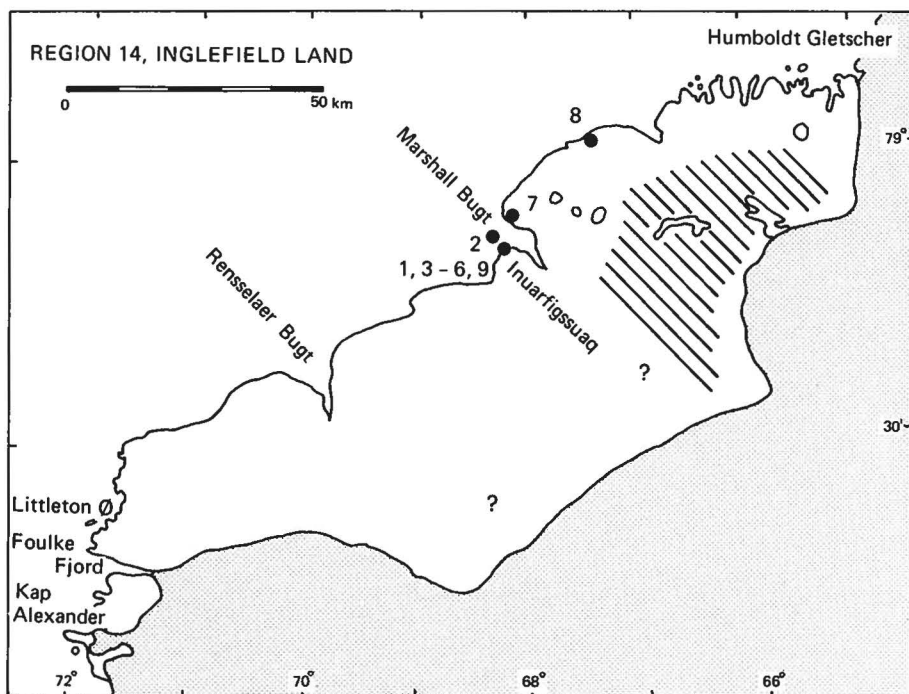 Humboldt Gletscher
REGION 14, INGLEFIELD LAND
0
50 km
8
79°
Marshall Bugt
7
2
1, 3 – 6, 9
Inuarfigssuaq
Rensselaer Bugt
?
30'
?
Littleton Ø
Foulke
Fjord
Kap
Alexander
72°
70°
68°
66°